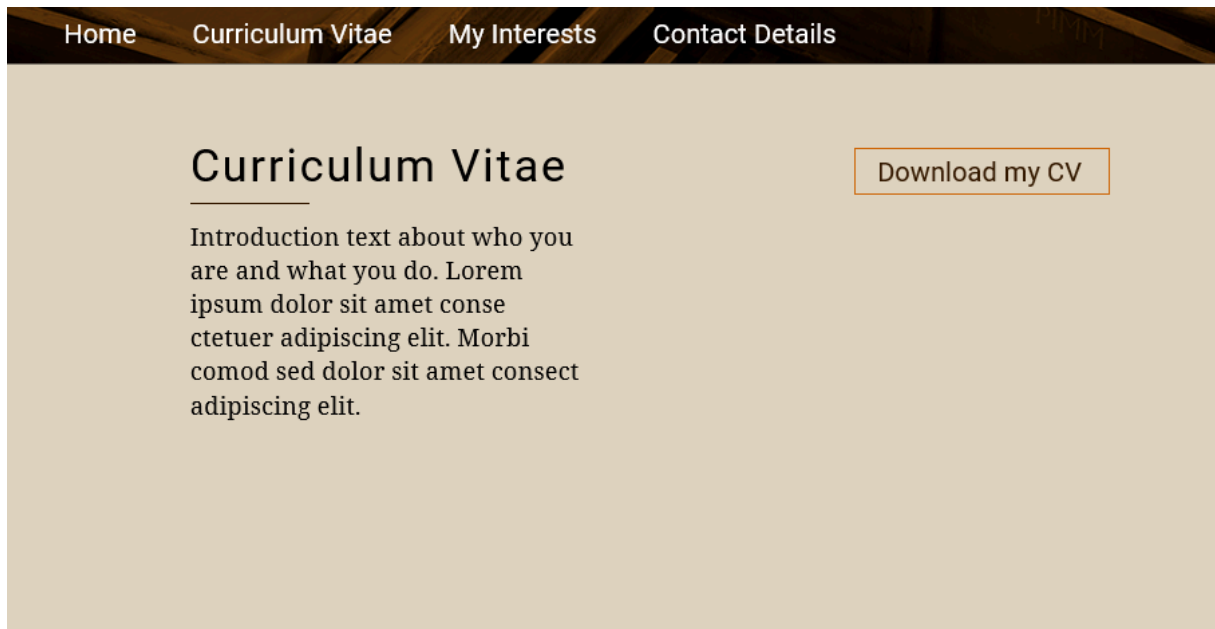 Home Curriculum Vitae My Interests Contact Details
PIMM
Curriculum Vitae
Download my CV
Introduction text about who you
are and what you do. Lorem
ipsum dolor sit amet conse
ctetuer adipiscing elit. Morbi
comod sed dolor sit amet consect
adipiscing elit.